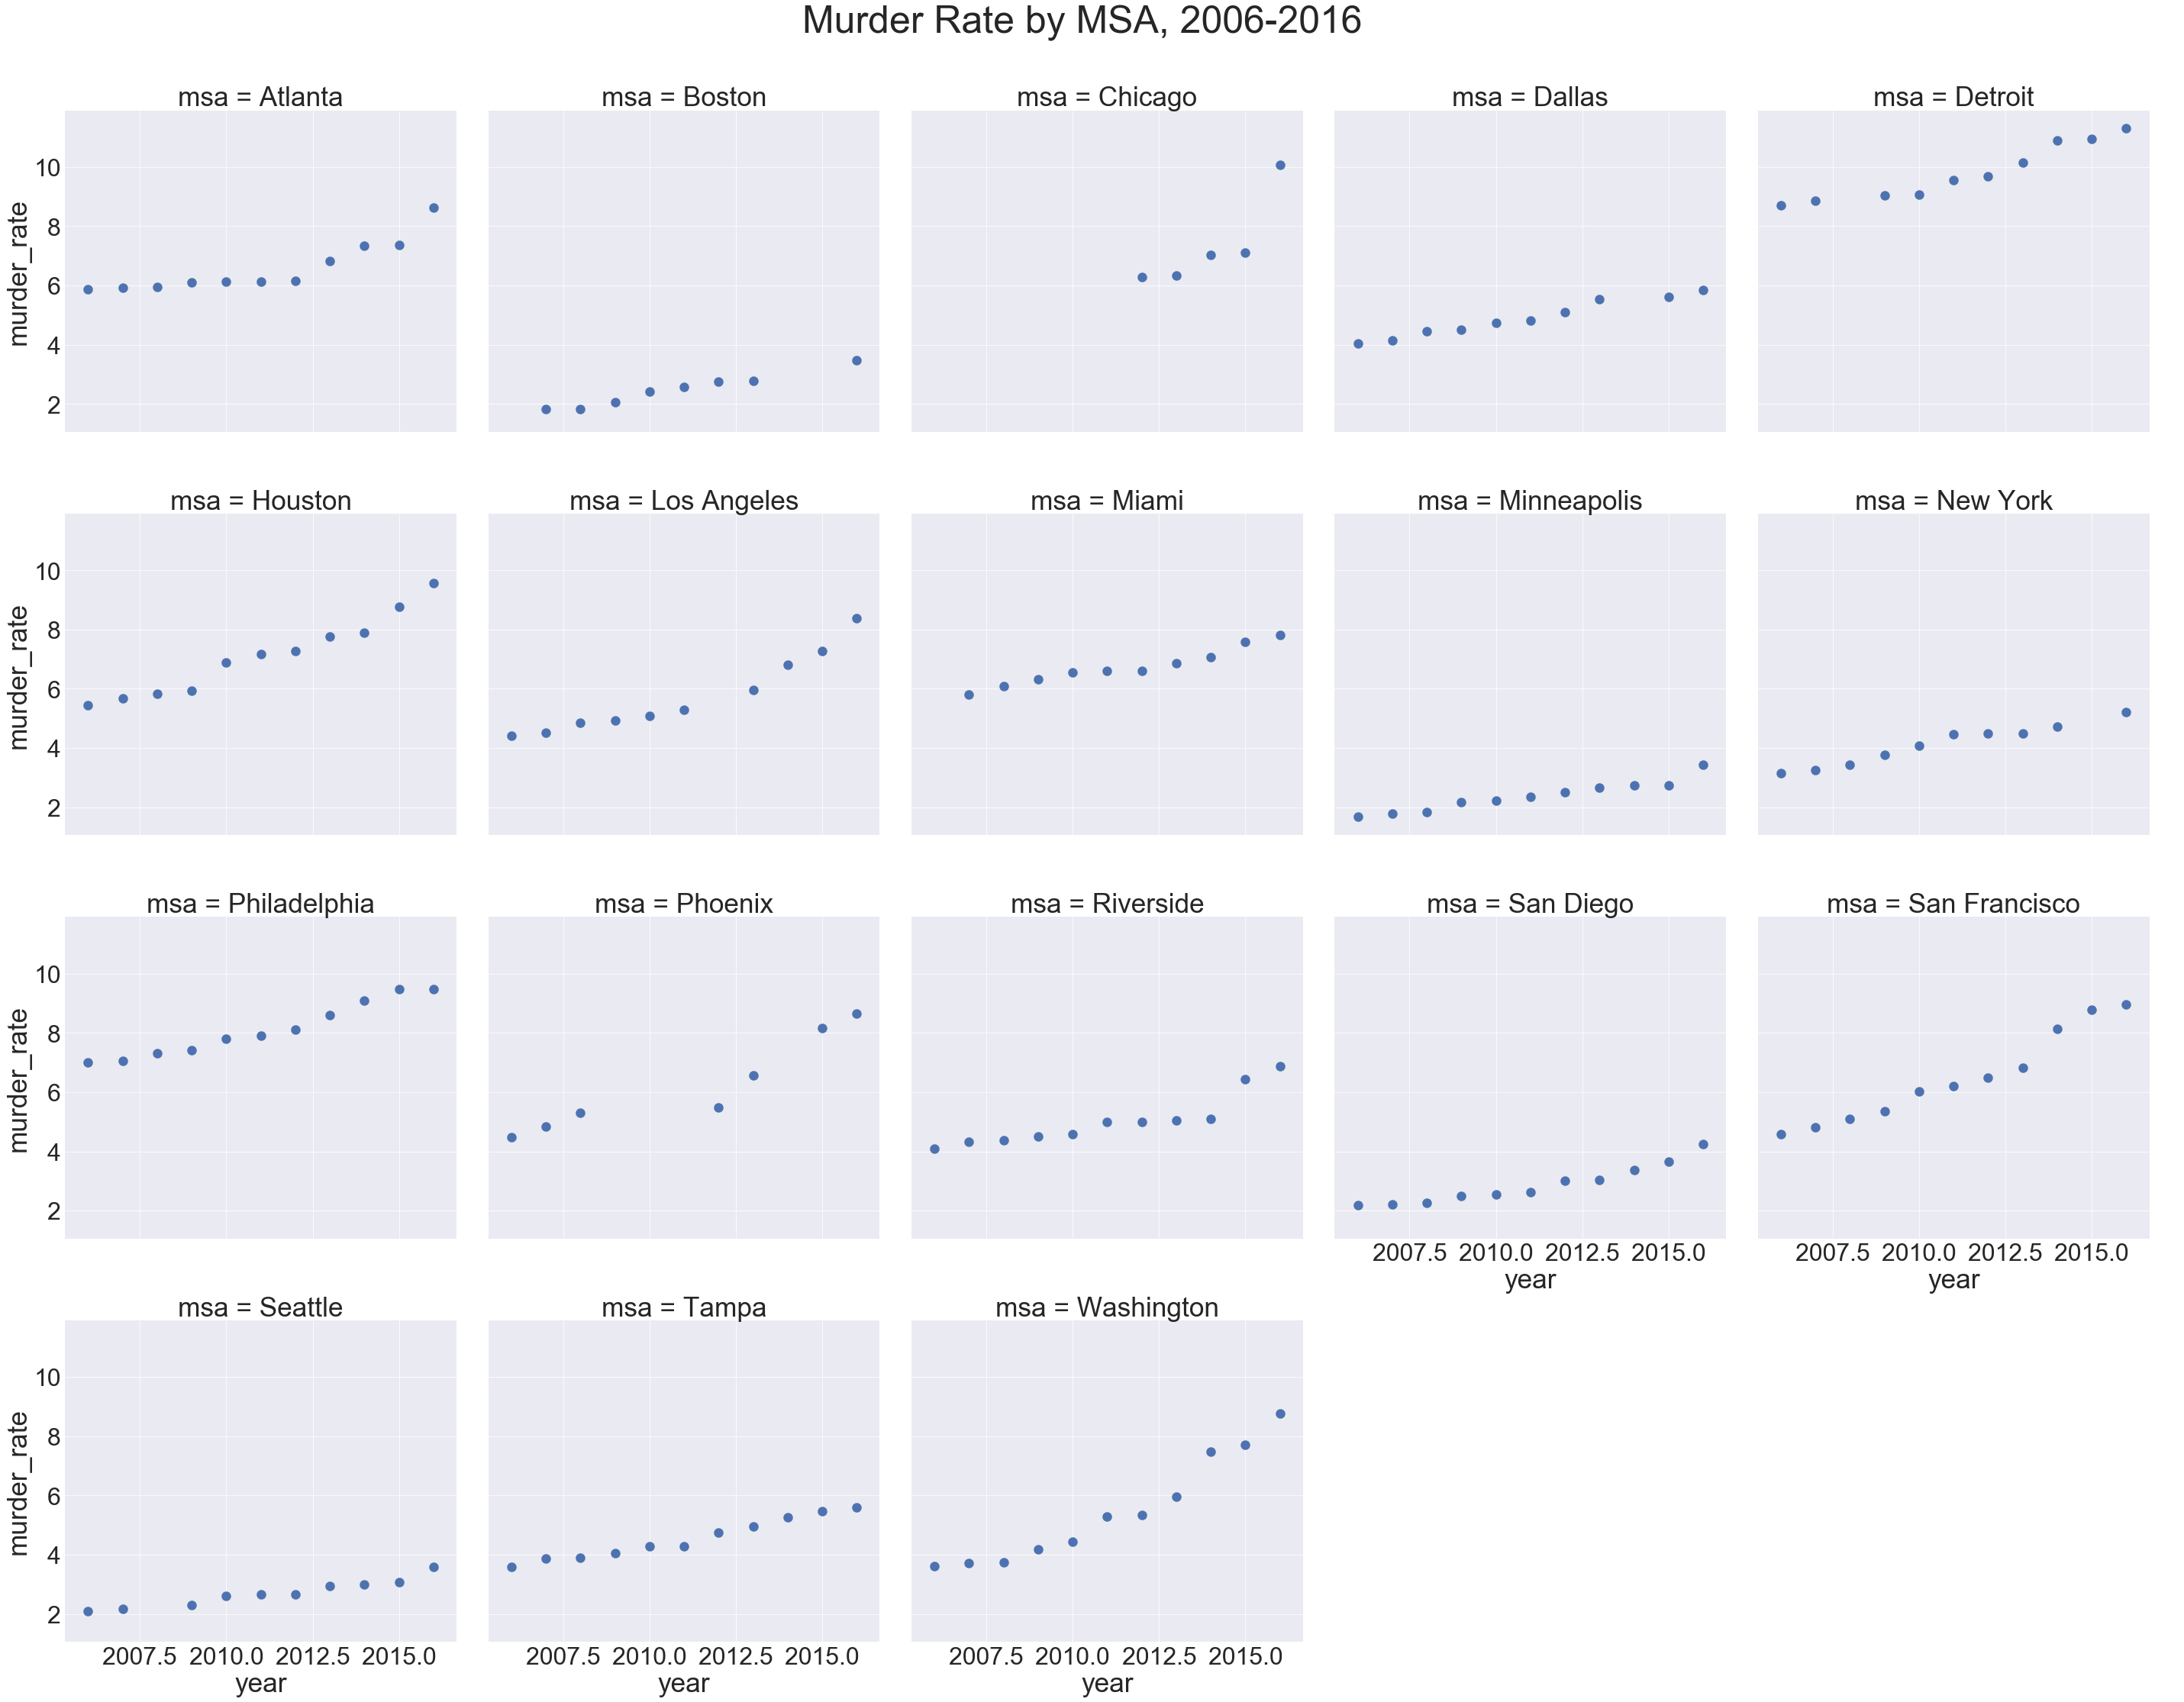 Murder Rate by MSA, 2006-2016
msa = Atlanta
msa = Boston
msa = Chicago
msa = Dallas
msa = Detroit
murder_rate
10
8
6
4
2
msa = Houston
msa = Los Angeles
msa = Miami
msa = Minneapolis
msa = New York
murder_rate
10
8
6
4
2
msa = Philadelphia
msa = Phoenix
msa = Riverside
msa = San Diego
msa = San Francisco
murder_rate
10
8
6
4
2
2007.5 2010.0 2012.5 2015.0
year
2007.5 2010.0 2012.5 2015.0
year
msa = Seattle
msa = Tampa
msa = Washington
murder_rate
10
8
6
4
2
2007.5 2010.0 2012.5 2015.0
year
2007.5 2010.0 2012.5 2015.0
year
2007.5 2010.0 2012.5 2015.0
year